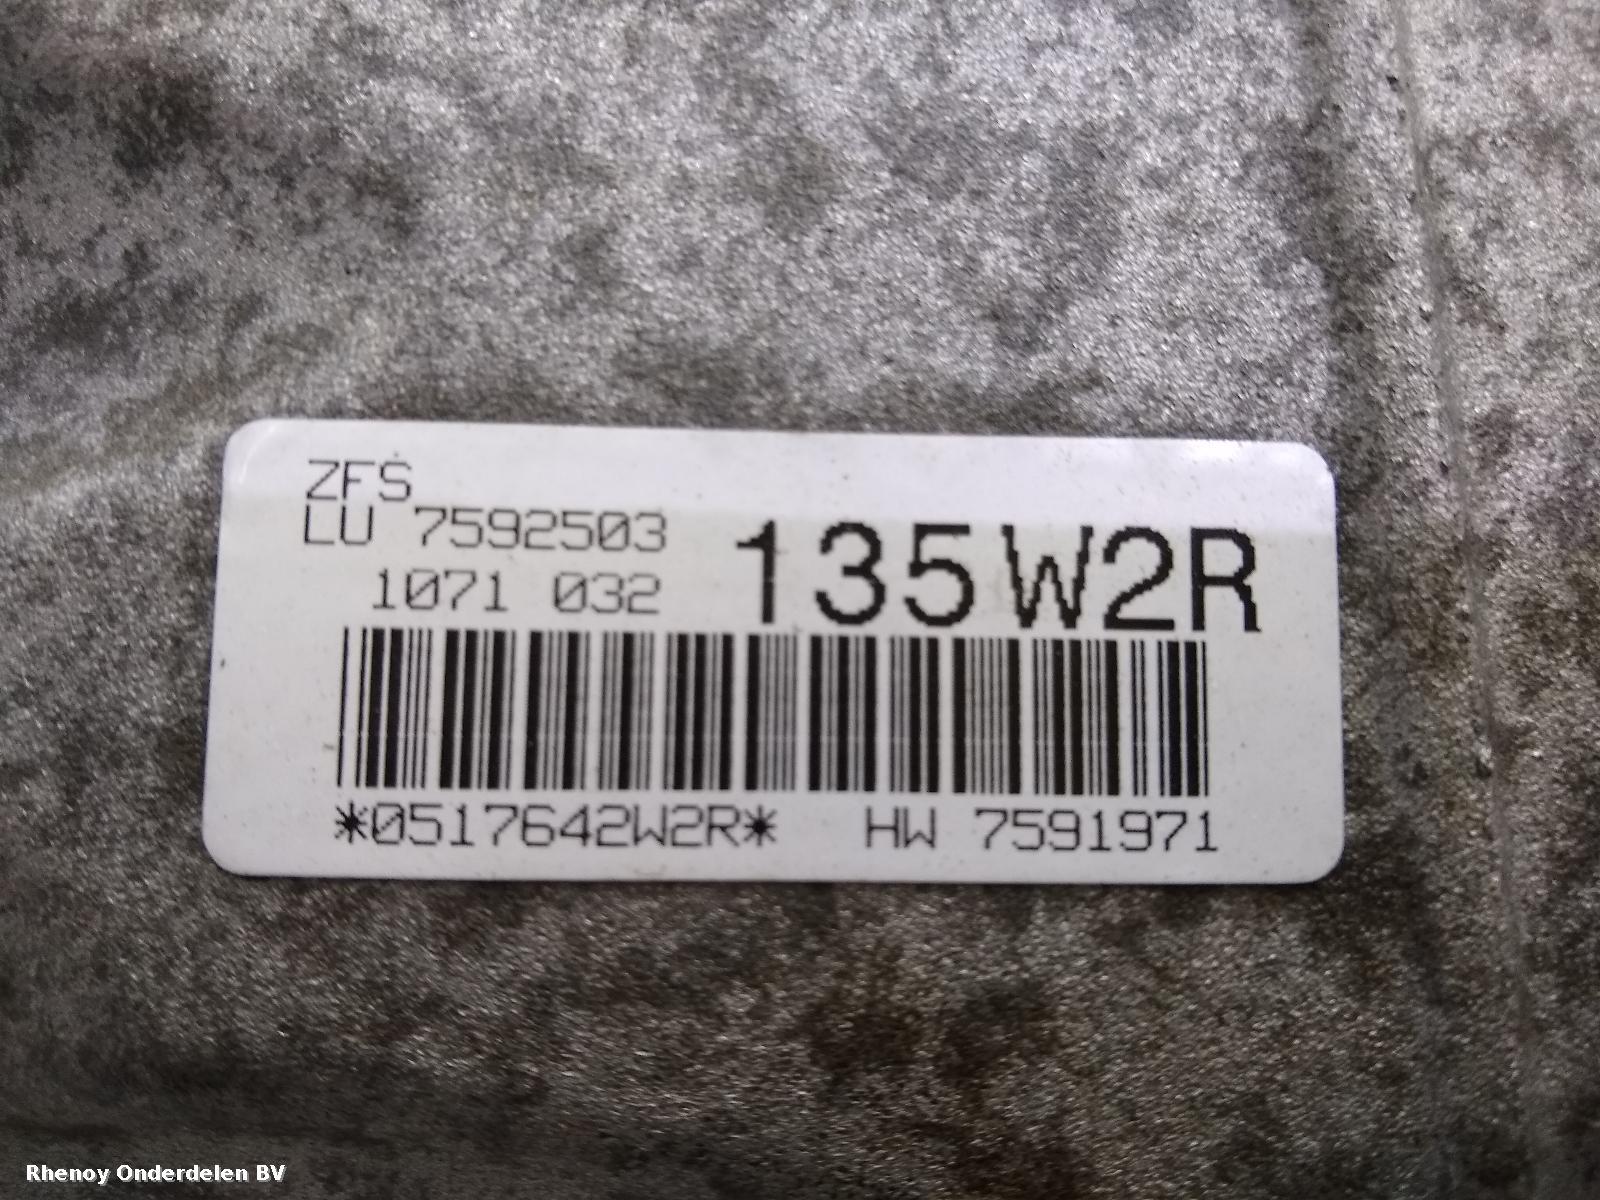 ZFS
LU 7592503
135W2R
1071 032
*0517642W2R* HW 7591971
Rhenoy Onderdelen BV